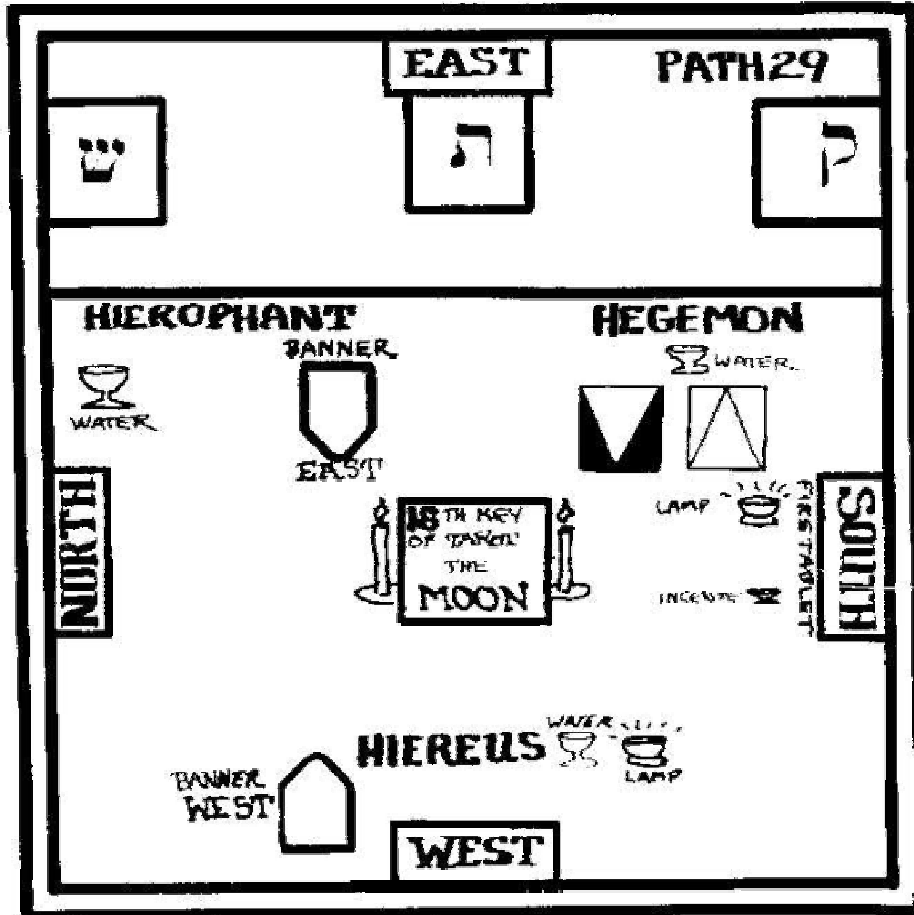 EAST
PATH 29
ש
ת
ק
HIEROPHANT
HEGEMON
BANNER
EAST
WATER
WATER.
NORTH
18TH KEY
OF TAROT
THE
MOON
LAMP
INCENSE
FIRE TABLET
SOUTH
HIEREUS
WATER
LAMP
BANNER
WEST
WEST